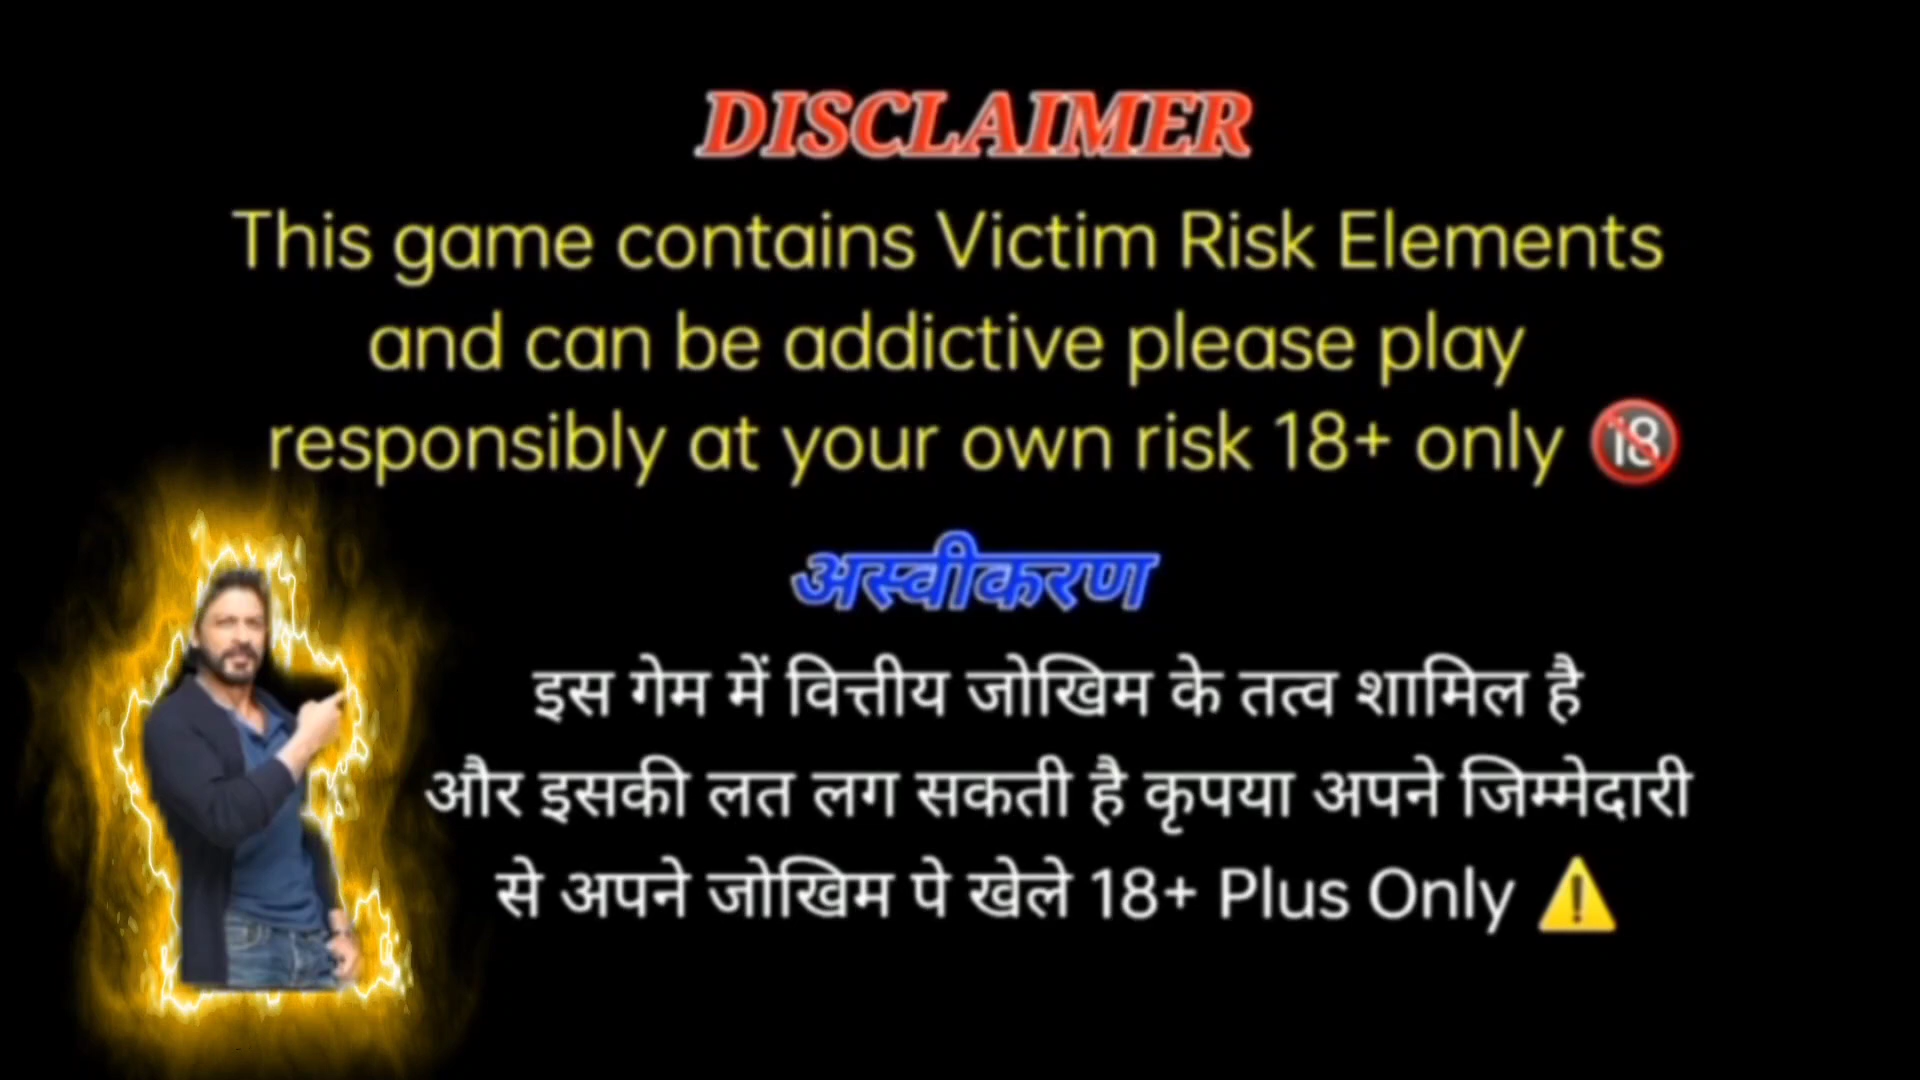 DISCLAIMER
This game contains Victim Risk Elements
and can be addictive please play
responsibly at your own risk 18+ only 🔞
अस्वीकरण
इस गेम में वित्तीय जोखिम के तत्व शामिल है
और इसकी लत लग सकती है कृपया अपने जिम्मेदारी
से अपने जोखिम पे खेले 18+ Plus Only ⚠️